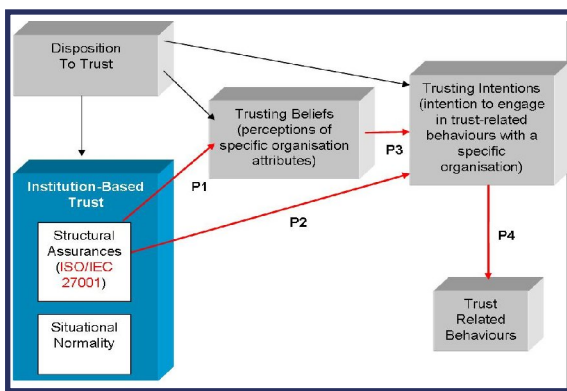 Disposition
To Trust
Trusting Beliefs
(perceptions of
specific organisation
attributes)
Trusting Intentions
(intention to engage
in trust-related
behaviours with a
specific
organisation)
P3
Institution-Based
Trust
P1
Structural
Assurances
(ISO/IEC
27001)
P2
P4
Situational
Normality
Trust
Related
Behaviours